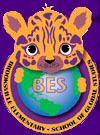 BES
BROOKSVILLE ELEMENTARY - SCHOOL OF GLOBAL STUDIES